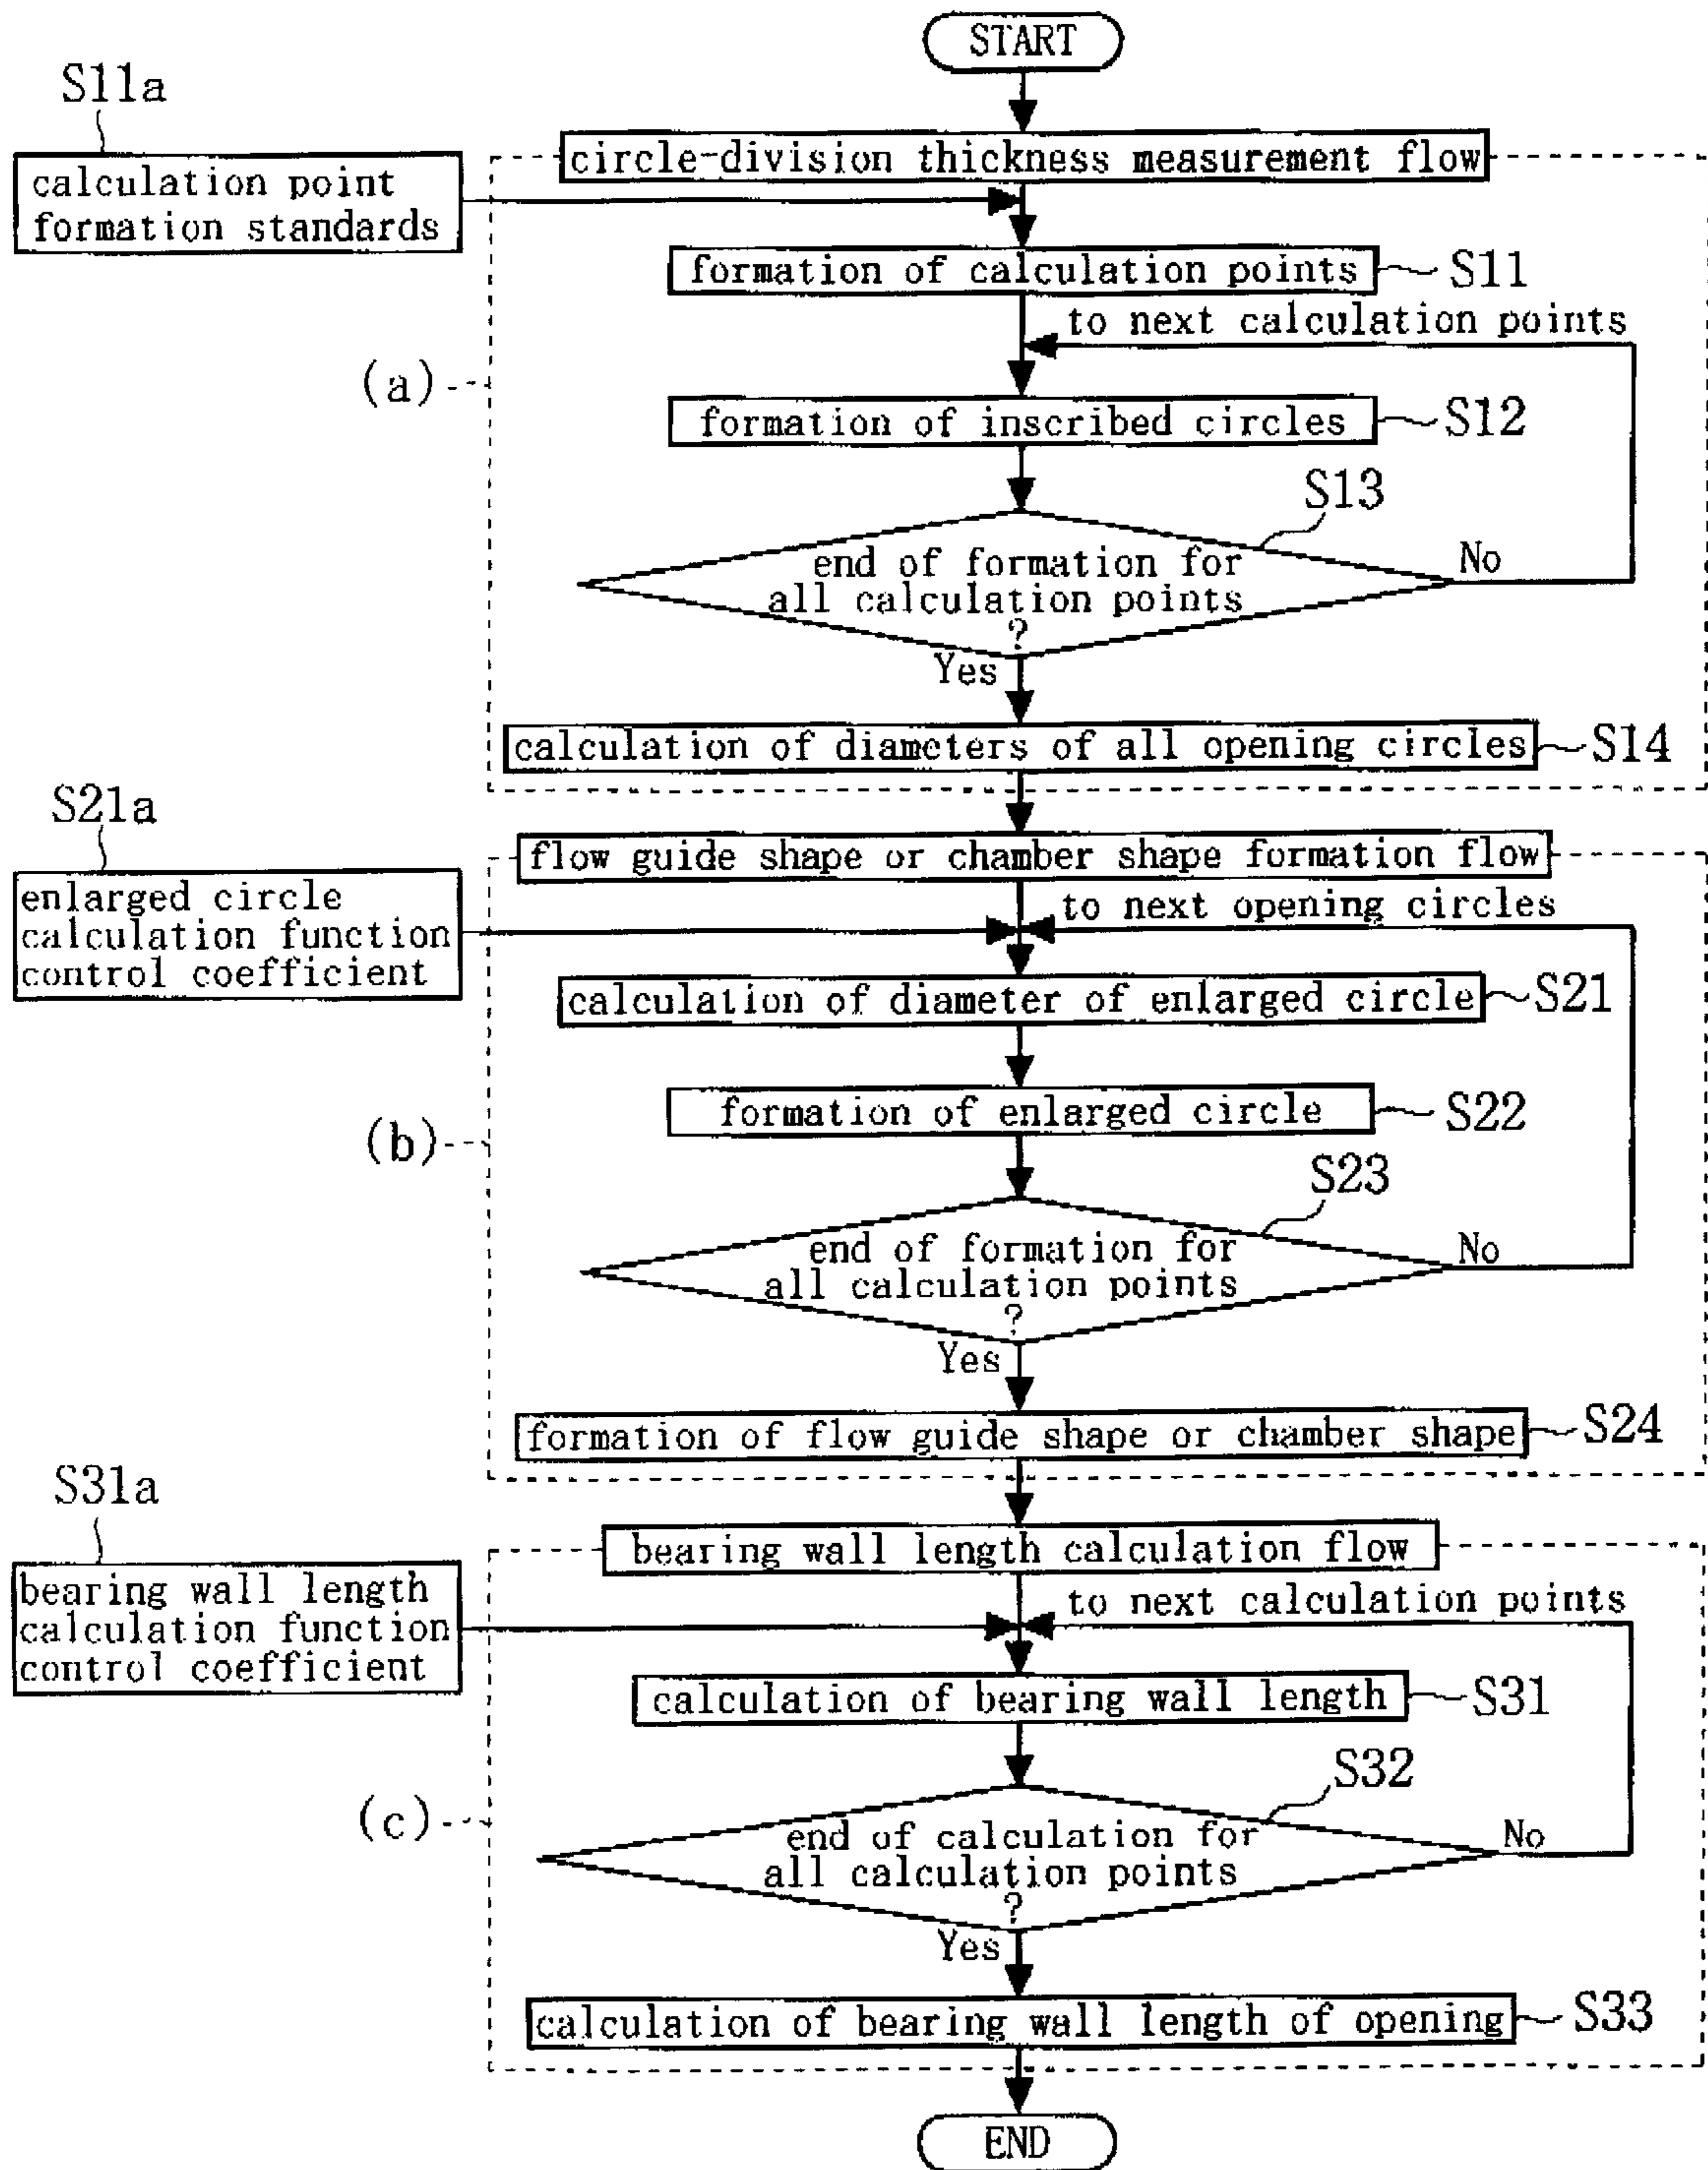 START
S11a
circle-division thickness measurement flow
calculation point
formation standards
formation of calculation points
S11
to next calculation points
(a)
formation of inscribed circles
S12
S13
end of formation for
all calculation points
?
No
Yes
calculation of diameters of all opening circles
S14
S21a
flow guide shape or chamber shape formation flow
enlarged circle
calculation function
control coefficient
to next opening circles
calculation of diameter of enlarged circle
S21
formation of enlarged circle
S22
(b)
S23
end of formation for
all calculation points
?
No
Yes
formation of flow guide shape or chamber shape
S24
S31a
bearing wall length calculation flow
bearing wall length
calculation function
control coefficient
to next calculation points
calculation of bearing wall length
S31
S32
(c)
end of calculation for
all calculation points
?
No
Yes
calculation of bearing wall length of opening
S33
END